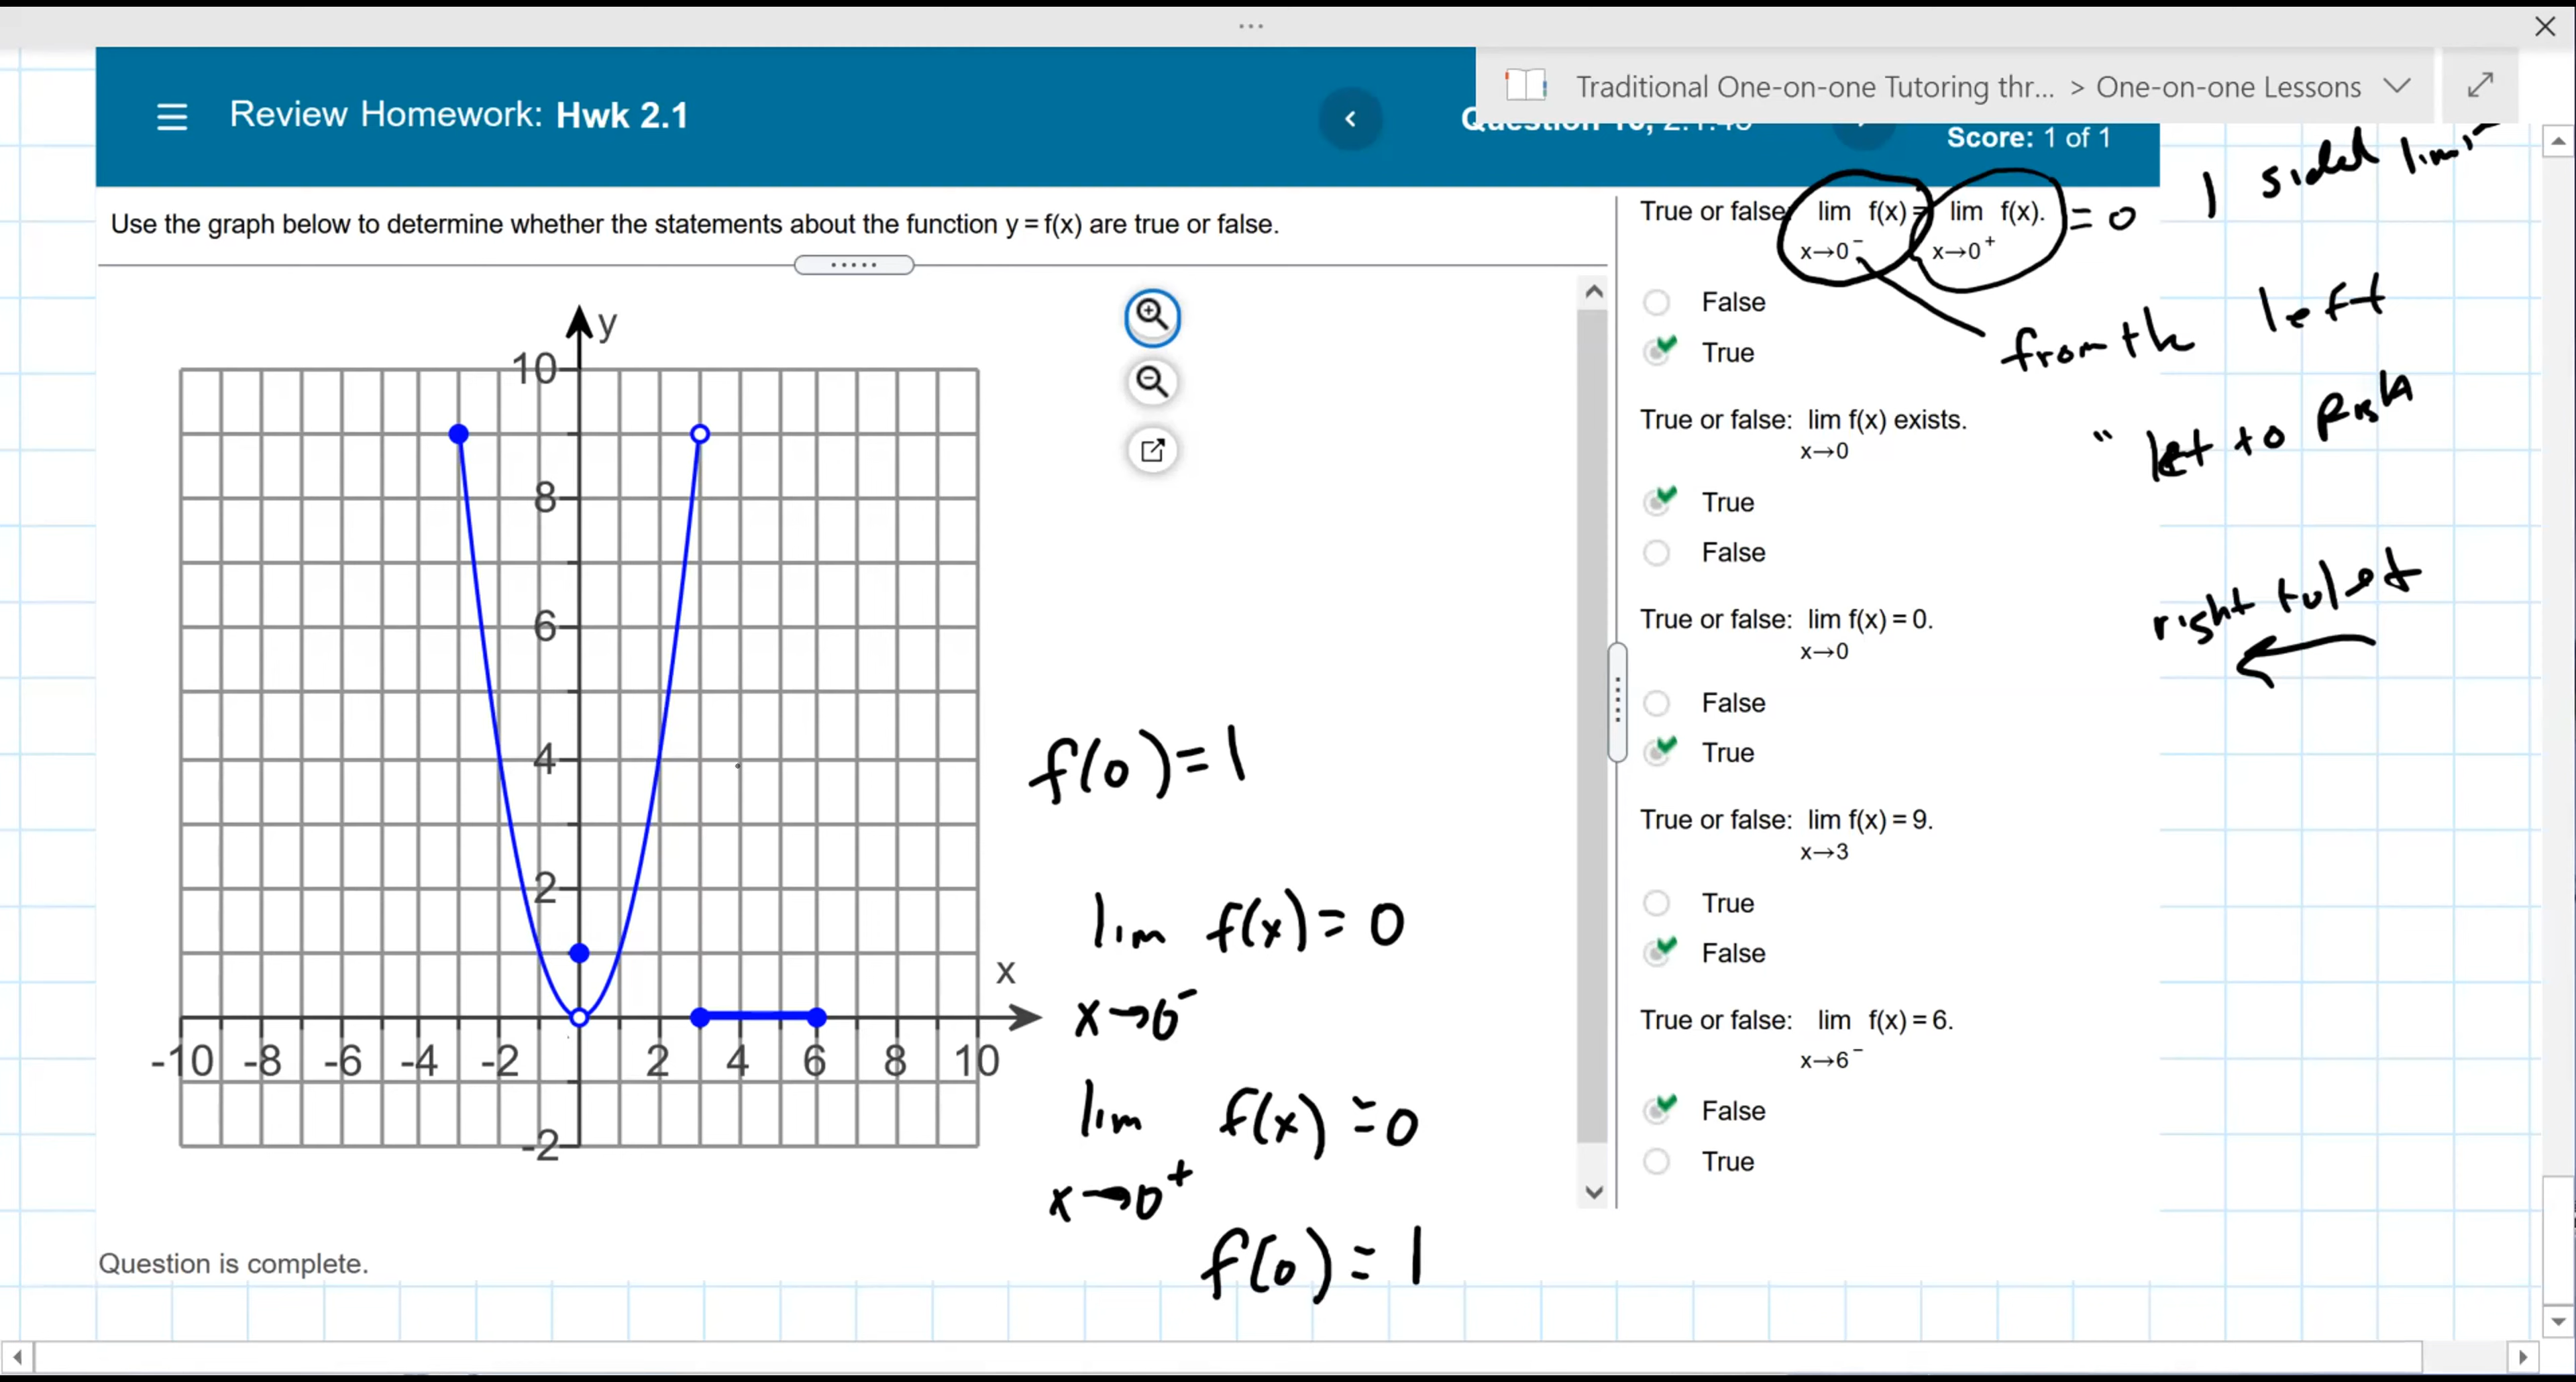 ...
Traditional One-on-one Tutoring thr... > One-on-one Lessons
Review Homework: Hwk 2.1
Score: 1 of 1
1 sided limit
Use the graph below to determine whether the statements about the function y = f(x) are true or false.
True or false: lim f(x) = lim f(x). = 0
x→0⁻ x→0⁺
False
True
from the left
True or false: lim f(x) exists.
x→0
" left to Right
True
False
right to left
True or false: lim f(x) = 0.
x→0
False
True
True or false: lim f(x) = 9.
x→3
True
False
True or false: lim f(x) = 6.
x→6⁻
False
True
y
10
8
6
4
2
x
-10 -8 -6 -4 -2 2 4 6 8 10
-2
f(0) = 1
lim f(x) = 0
x→0⁻
lim f(x) = 0
x→0⁺
f(0) = 1
Question is complete.